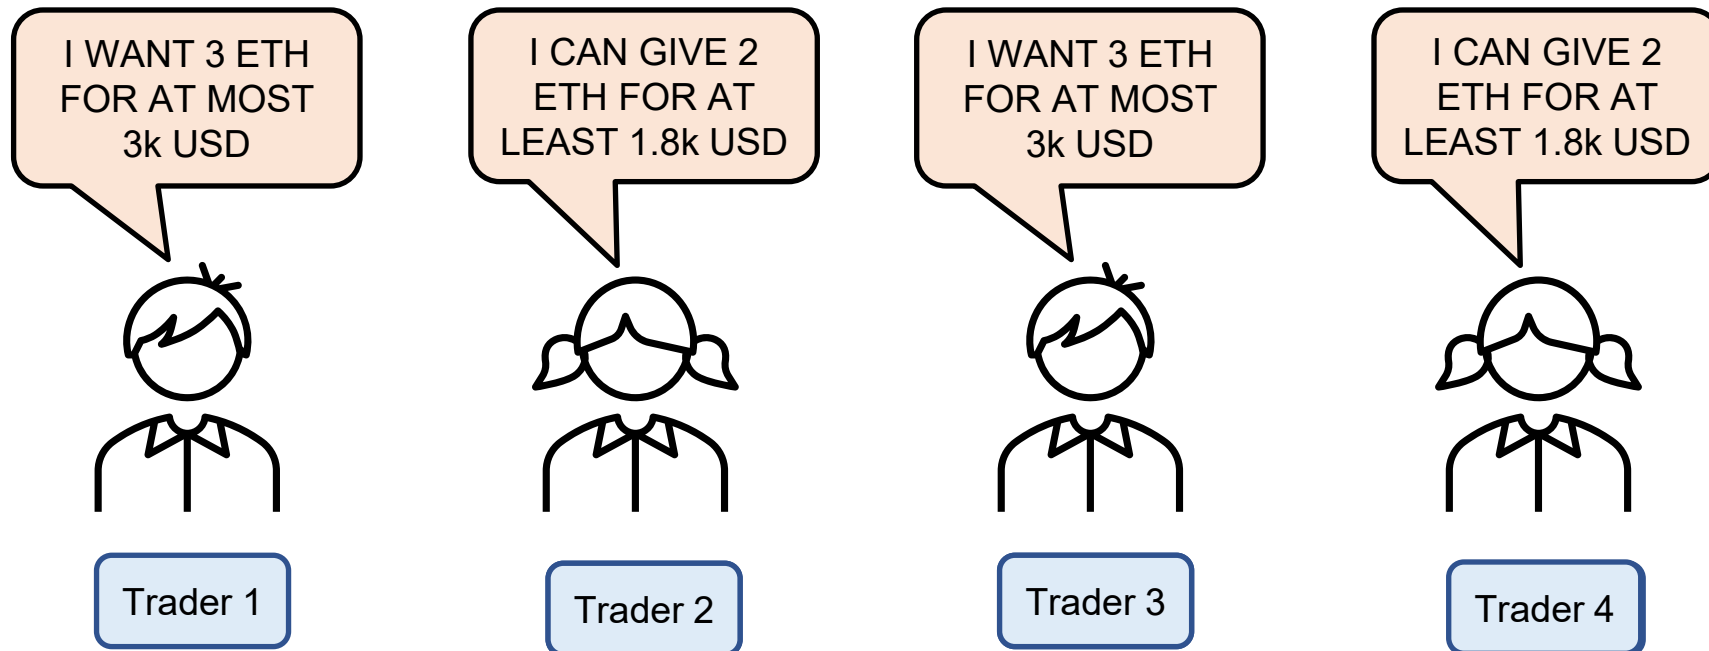 I WANT 3 ETH
FOR AT MOST
3k USD
I CAN GIVE 2
ETH FOR AT
LEAST 1.8k USD
I WANT 3 ETH
FOR AT MOST
3k USD
I CAN GIVE 2
ETH FOR AT
LEAST 1.8k USD
Trader 1
Trader 2
Trader 3
Trader 4